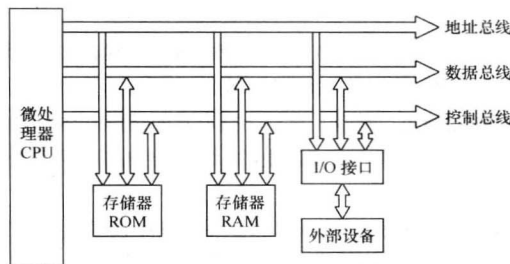 地址总线
数据总线
控制总线
微处
理器
CPU
存储器
ROM
存储器
RAM
I/O 接口
外部设备